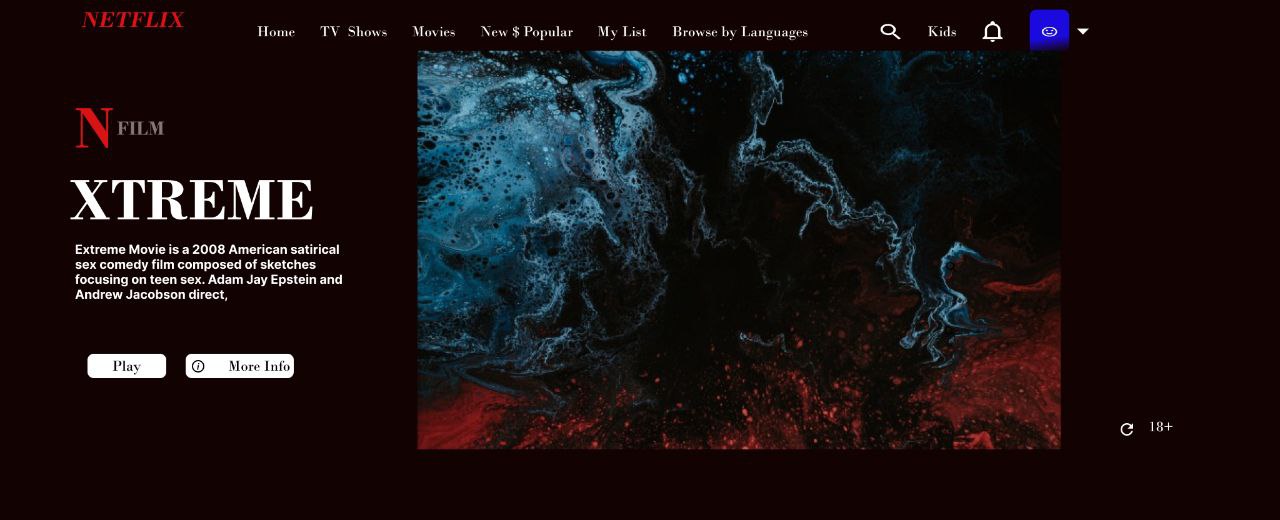 NETFLIX
Home TV Shows Movies New $ Popular My List Browse by Languages Kids
N FILM
XTREME
Extreme Movie is a 2008 American satirical
sex comedy film composed of sketches
focusing on teen sex. Adam Jay Epstein and
Andrew Jacobson direct,
Play More Info
18+